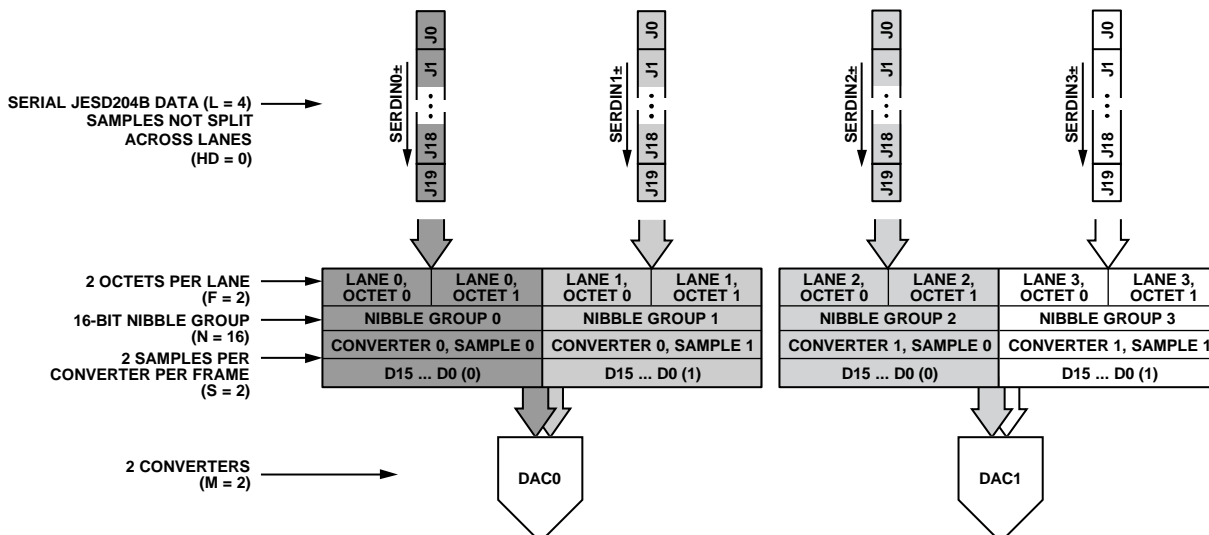 J0
J1
J18
J19
SERDIN0±
J0
J1
J18
J19
SERDIN1±
J0
J1
J18
J19
SERDIN2±
J0
J1
J18
J19
SERDIN3±
SERIAL JESD204B DATA (L = 4)
SAMPLES NOT SPLIT
ACROSS LANES
(HD = 0)
2 OCTETS PER LANE
(F = 2)
LANE 0,
OCTET 0
LANE 0,
OCTET 1
LANE 1,
OCTET 0
LANE 1,
OCTET 1
LANE 2,
OCTET 0
LANE 2,
OCTET 1
LANE 3,
OCTET 0
LANE 3,
OCTET 1
16-BIT NIBBLE GROUP
(N = 16)
NIBBLE GROUP 0
NIBBLE GROUP 1
NIBBLE GROUP 2
NIBBLE GROUP 3
CONVERTER 0, SAMPLE 0
CONVERTER 0, SAMPLE 1
CONVERTER 1, SAMPLE 0
CONVERTER 1, SAMPLE 1
2 SAMPLES PER
CONVERTER PER FRAME
(S = 2)
D15 ... D0 (0)
D15 ... D0 (1)
D15 ... D0 (0)
D15 ... D0 (1)
2 CONVERTERS
(M = 2)
DAC0
DAC1